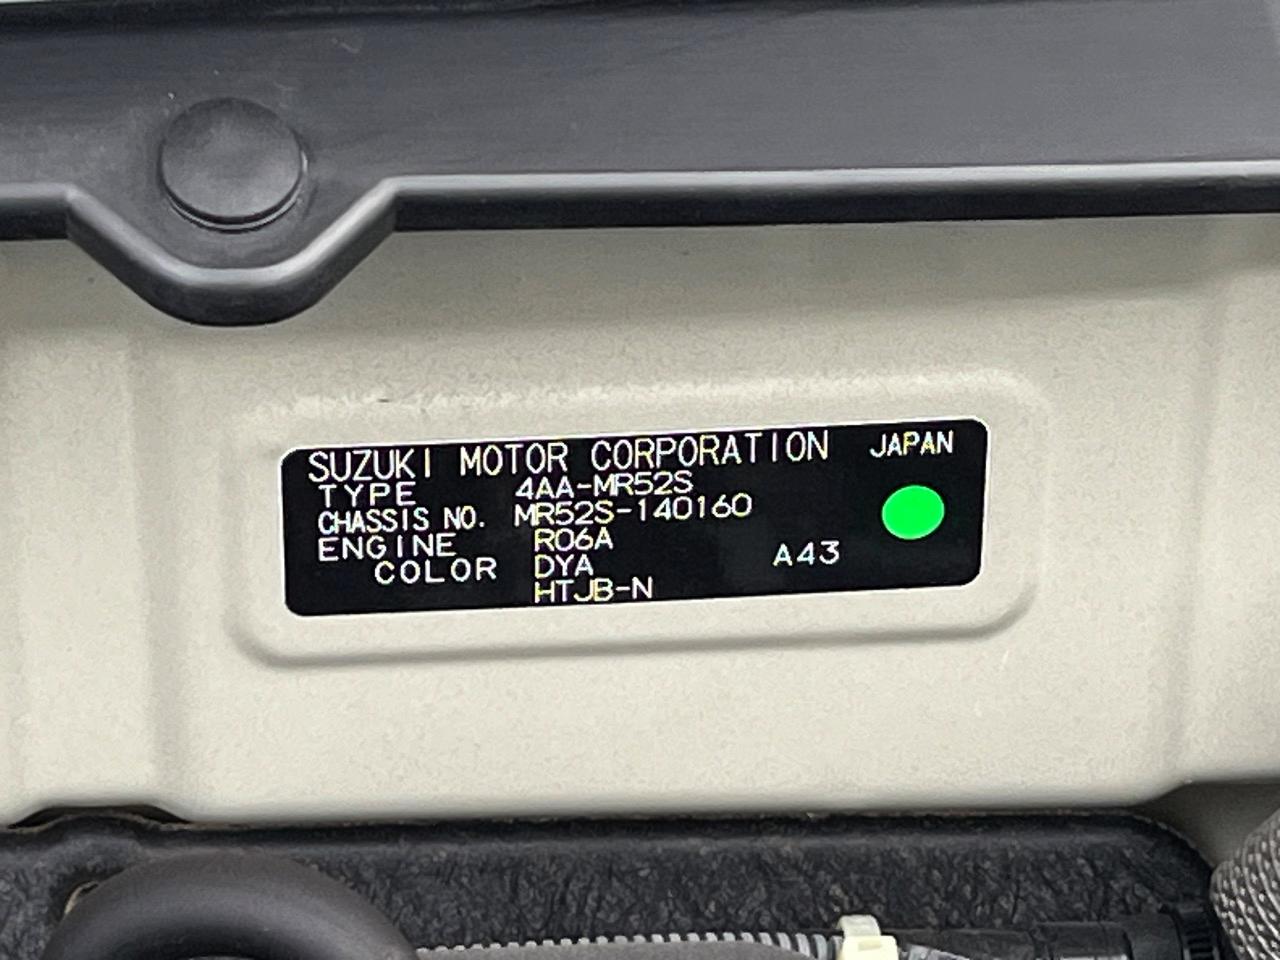 SUZUKI MOTOR CORPORATION JAPAN
TYPE 4AA-MR52S
CHASSIS NO. MR52S-140160
ENGINE R06A
COLOR DYA A43
HTJB-N